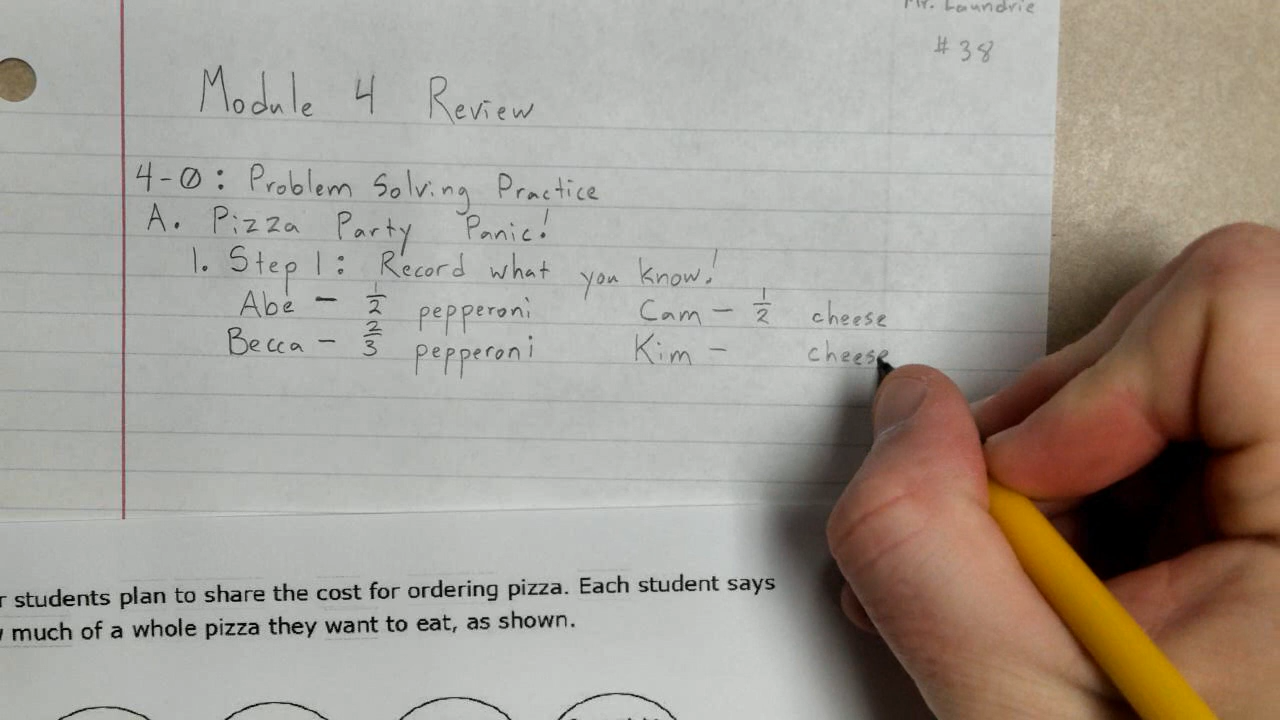 Mr. Laundrie
# 38
Module 4 Review
4-0: Problem Solving Practice
A. Pizza Party Panic!
1. Step 1: Record what you know!
Abe - 1/2 pepperoni Cam - 1/2 cheese
Becca - 2/3 pepperoni Kim - cheese
students plan to share the cost for ordering pizza. Each student says
much of a whole pizza they want to eat, as shown.